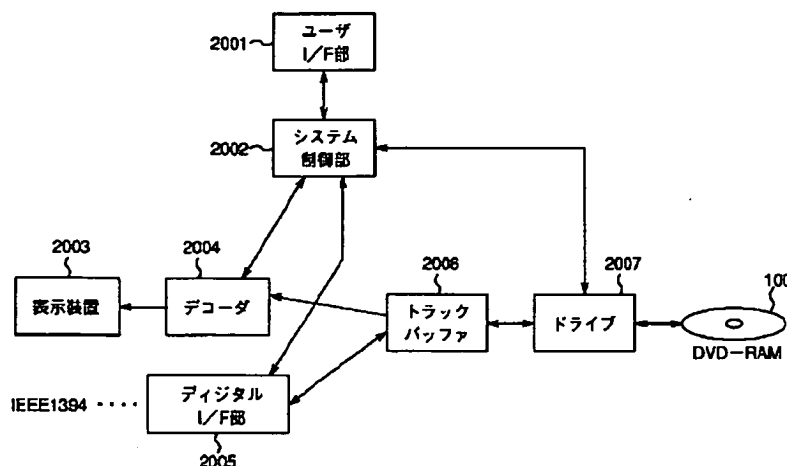 2001
ユーザ
I/F部
2002
システム
制御部
2003
表示装置
2004
デコーダ
2006
トラック
バッファ
2007
ドライブ
100
DVD-RAM
IEEE1394 ・・・・
ディジタル
I/F部
2005